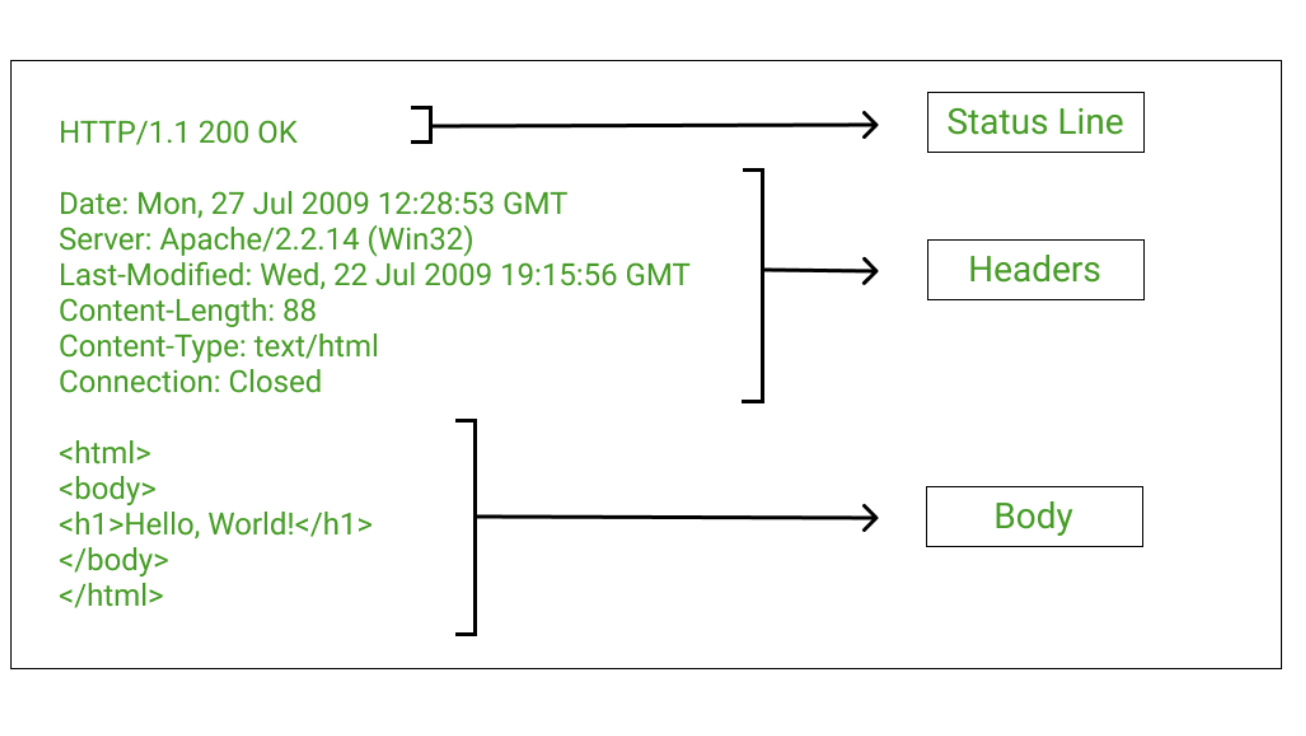 HTTP/1.1 200 OK
Status Line
Date: Mon, 27 Jul 2009 12:28:53 GMT
Server: Apache/2.2.14 (Win32)
Last-Modified: Wed, 22 Jul 2009 19:15:56 GMT
Content-Length: 88
Content-Type: text/html
Connection: Closed
Headers
<html>
<body>
<h1>Hello, World!</h1>
</body>
</html>
Body